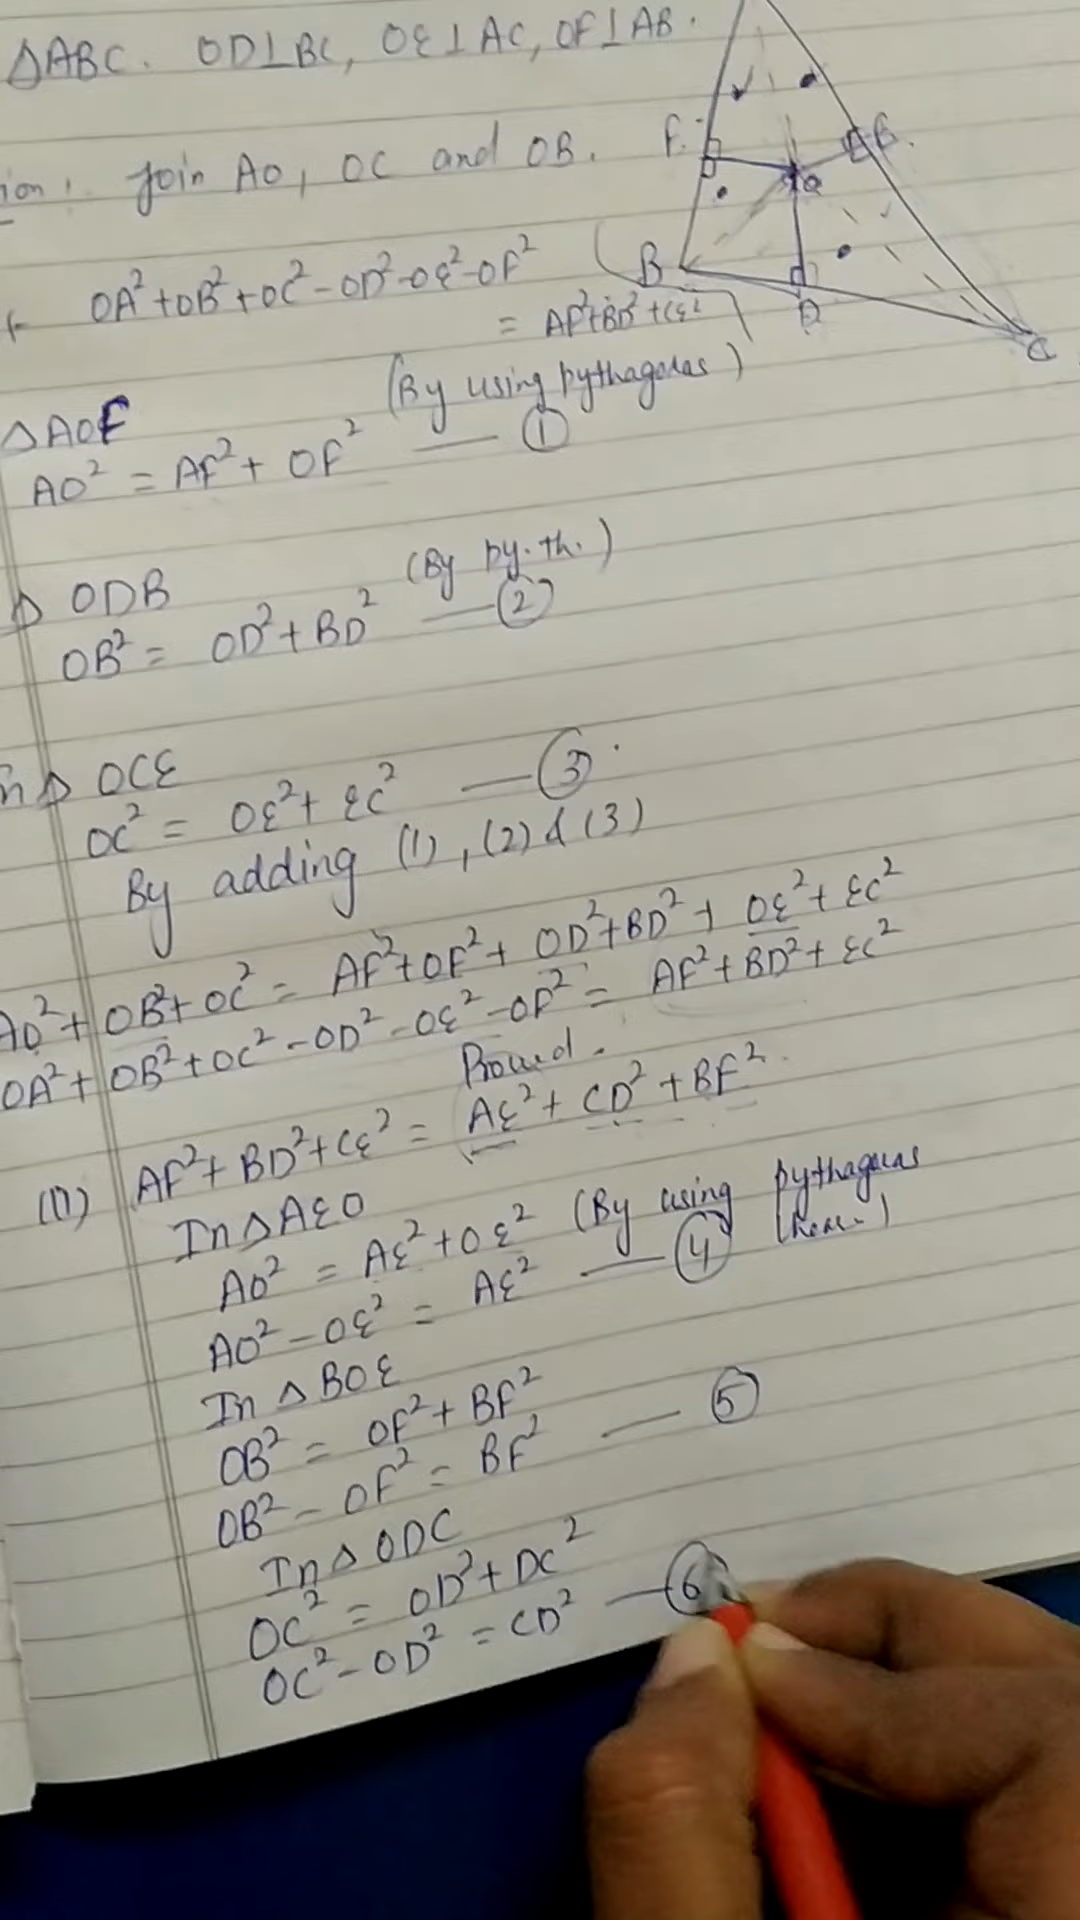 △ABC. OD⊥BC, OE⊥AC, OF⊥AB.
Join AO, OC and OB.
F
E
O
B
D
C
OA²+OB²+OC²-OD²-OE²-OF²
= AF²+BD²+CE²
△AOF
(By using pythagoras)
AO² = AF² + OF² — ①
△ ODB (By py. th.)
OB² = OD²+BD² — ②
In △ OCE
OC² = OE²+ EC² — ③
By adding (1), (2) & (3)
AO²+OB²+OC² = AF²+OF²+ OD²+BD²+ OE²+ EC²
OA²+OB²+OC²-OD²-OE²-OF² = AF²+BD²+EC²
Proved.
(II) AF²+ BD²+CE² = AE²+ CD²+BF².
In △AEO
AO² = AE²+OE² (By using pythagoras
AO²-OE² = AE² — ④
In △ BOE
OB² = OF²+ BF²
OB²- OF² = BF² — ⑤
In △ ODC
OC² = OD²+DC²
OC²-OD² = CD² — ⑥